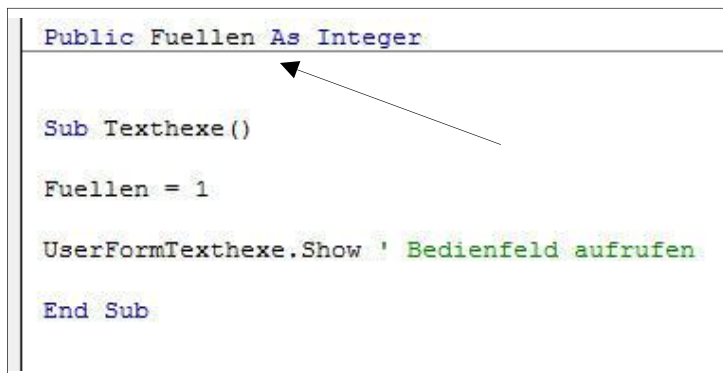 Public Fuellen As Integer
Sub Texthexe()
Fuellen = 1
UserFormTexthexe.Show ' Bedienfeld aufrufen
End Sub